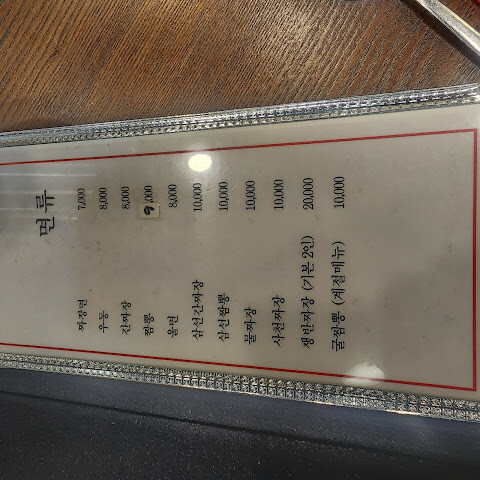 면 류
짜장면 7,000
우동 8,000
간짜장 8,000
짬뽕 9,000
울면 8,000
삼선간짜장 10,000
삼선짬뽕 10,000
물짜장 10,000
사천짜장 10,000
쟁반짜장 (기본 2인) 20,000
굴짬뽕 (계절메뉴) 10,000